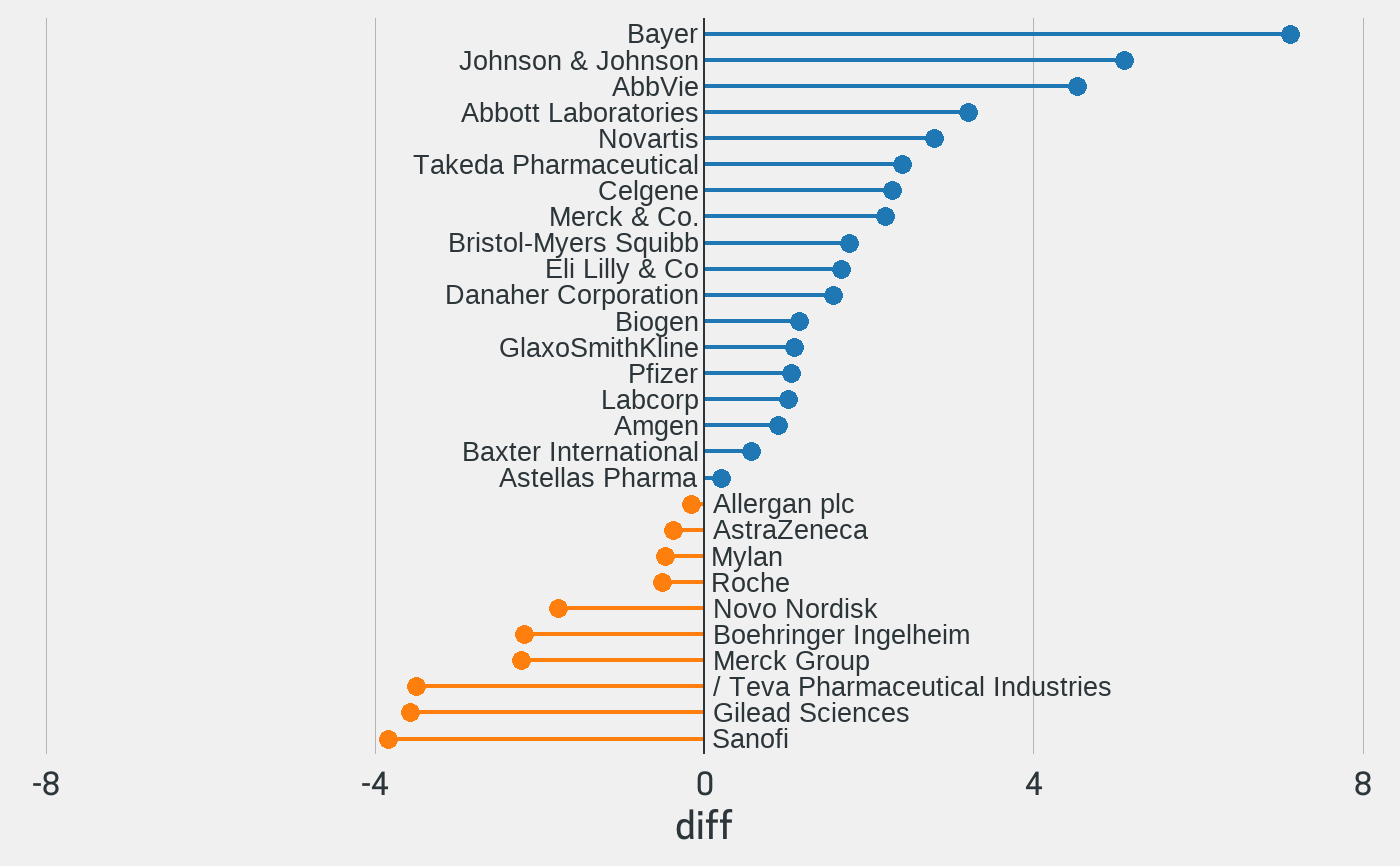 Bayer
Johnson & Johnson
AbbVie
Abbott Laboratories
Novartis
Takeda Pharmaceutical
Celgene
Merck & Co.
Bristol-Myers Squibb
Eli Lilly & Co
Danaher Corporation
Biogen
GlaxoSmithKline
Pfizer
Labcorp
Amgen
Baxter International
Astellas Pharma
Allergan plc
AstraZeneca
Mylan
Roche
Novo Nordisk
Boehringer Ingelheim
Merck Group
/ Teva Pharmaceutical Industries
Gilead Sciences
Sanofi
-8 -4 0 4 8
diff